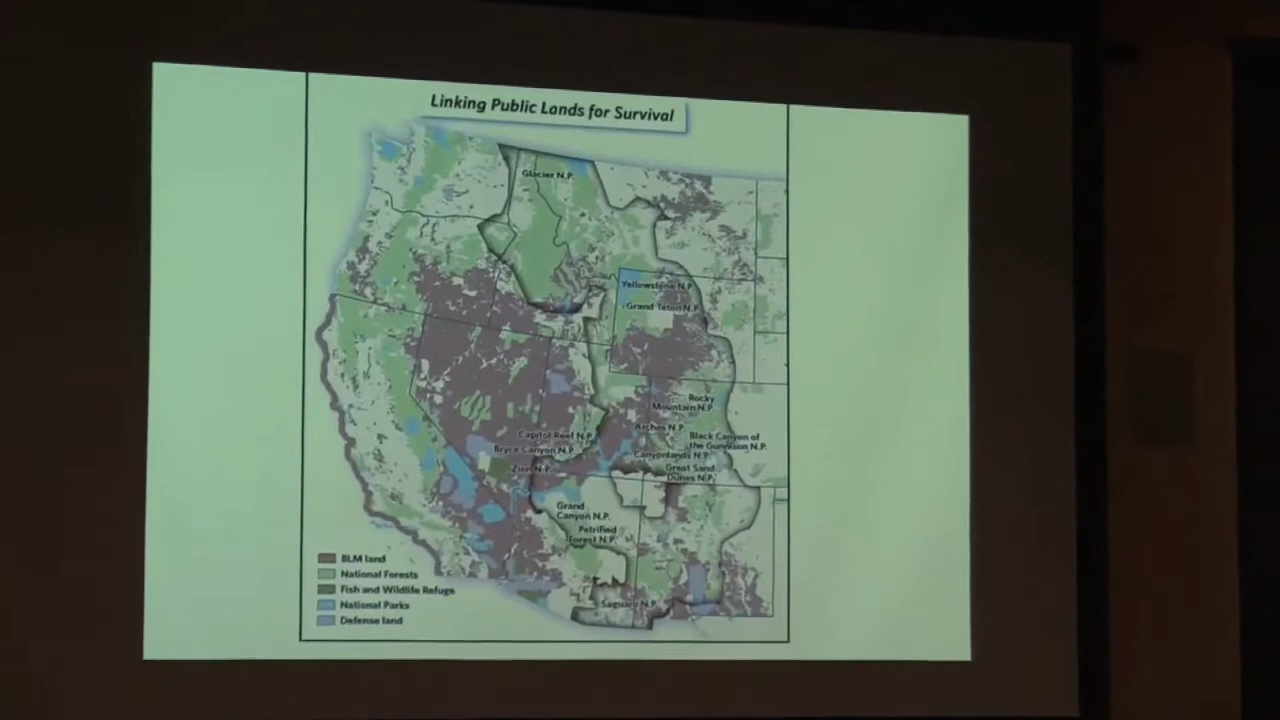 Linking Public Lands for Survival
Glacier N.P.
Yellowstone N.P.
Grand Teton N.P.
Rocky
Mountain N.P.
Arches N.P.
Capitol Reef N.P.
Black Canyon of
the Gunnison N.P.
Bryce Canyon N.P.
Canyonlands N.P.
Zion N.P.
Great Sand
Dunes N.P.
Grand
Canyon N.P.
Petrified
Forest N.P.
Saguaro N.P.
BLM land
National Forests
Fish and Wildlife Refuge
National Parks
Defense land